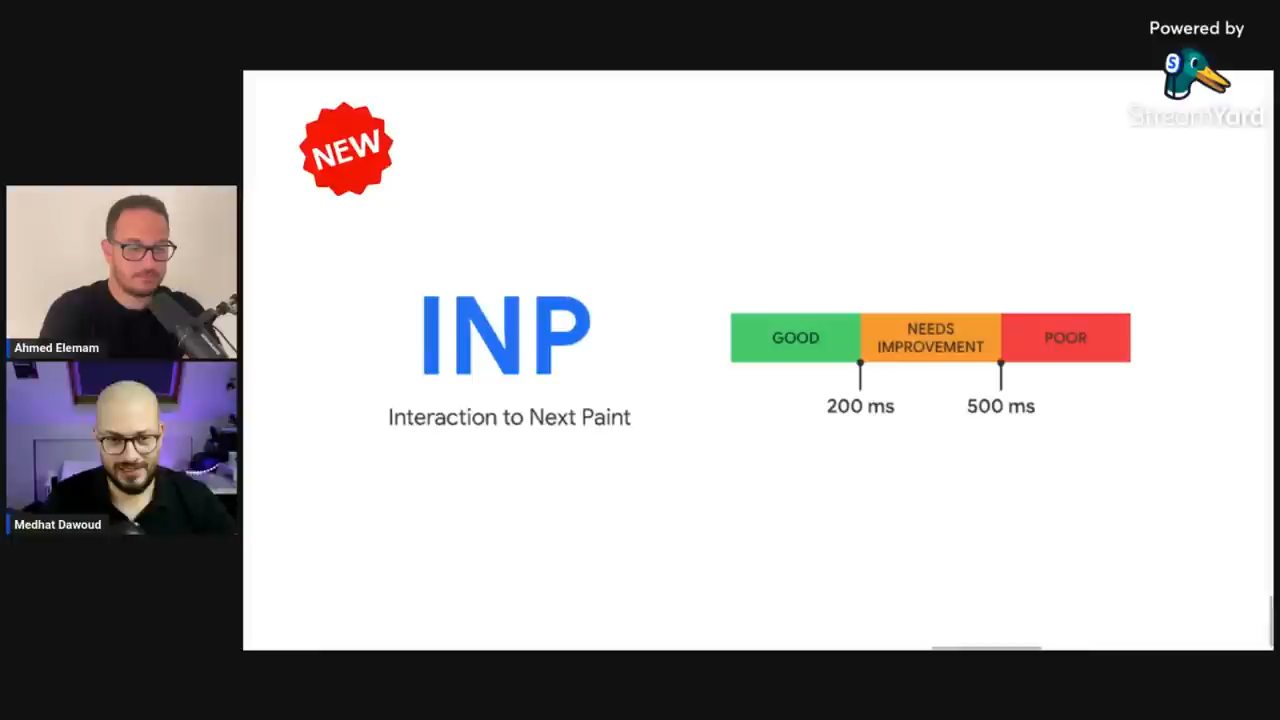 Powered by
S
StreamYard
NEW
Ahmed Elemam
Medhat Dawoud
INP
Interaction to Next Paint
GOOD
NEEDS
IMPROVEMENT
POOR
200 ms
500 ms